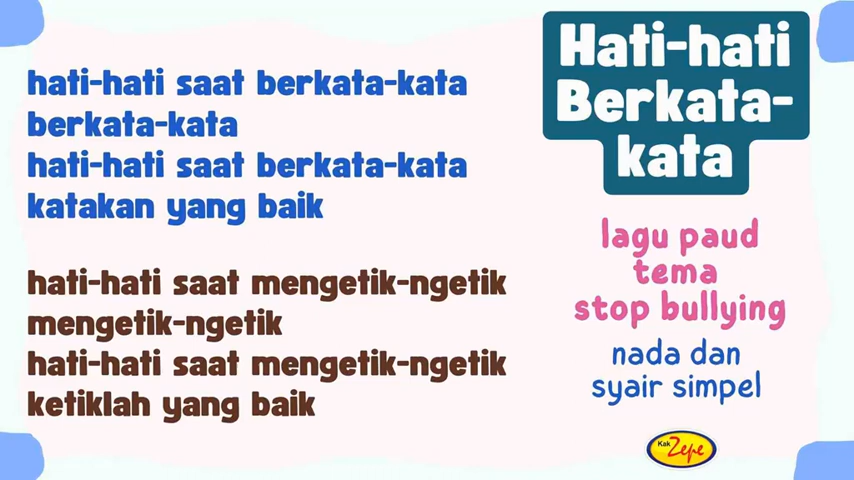 hati-hati saat berkata-kata
berkata-kata
hati-hati saat berkata-kata
katakan yang baik
hati-hati saat mengetik-ngetik
mengetik-ngetik
hati-hati saat mengetik-ngetik
ketiklah yang baik
Hati-hati
Berkata-
kata
lagu paud
tema
stop bullying
nada dan
syair simpel
Kak
Zepe